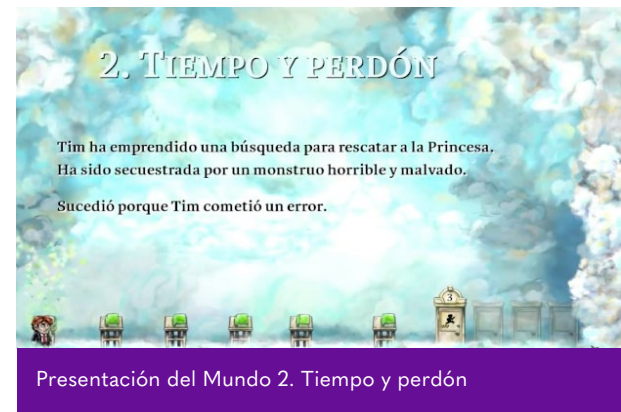 2. TIEMPO Y PERDÓN
Tim ha emprendido una búsqueda para rescatar a la Princesa.
Ha sido secuestrada por un monstruo horrible y malvado.
Sucedió porque Tim cometió un error.
3
Presentación del Mundo 2. Tiempo y perdón